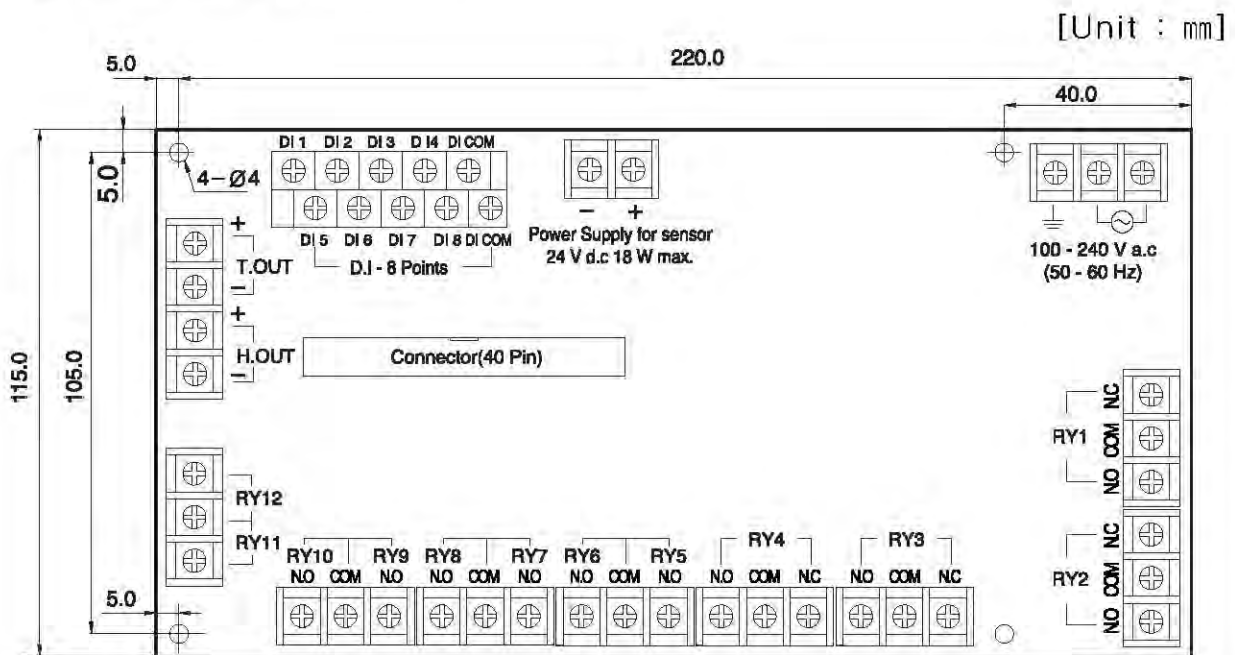 [Unit : mm]
5.0
220.0
40.0
DI 1 DI 2 DI 3 D I4 DI COM
4-Ø4
5.0
DI 5 DI 6 DI 7 DI 8 DI COM
D.I - 8 Points
- +
Power Supply for sensor
24 V d.c 18 W max.
100 - 240 V a.c
(50 - 60 Hz)
+
T.OUT
-
+
H.OUT
-
Connector(40 Pin)
115.0
105.0
N.C
RY1 COM
N.O
RY12
RY11
RY10 RY9 RY8 RY7 RY6 RY5 RY4 RY3
N.O COM N.O N.O COM N.O N.O COM N.O N.O COM N.C N.O COM N.C
N.C
RY2 COM
N.O
5.0